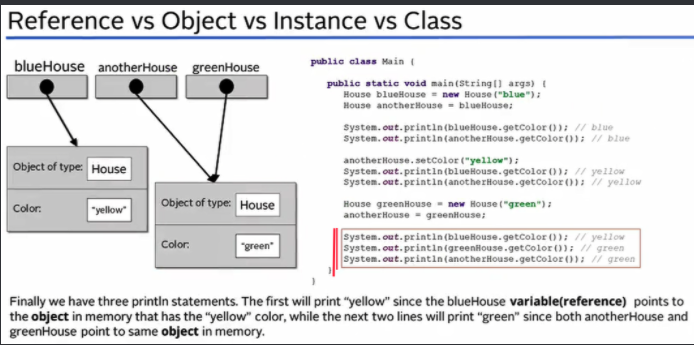 Reference vs Object vs Instance vs Class
blueHouse anotherHouse greenHouse
Object of type: House
Color: "yellow"
Object of type: House
Color: "green"
public class Main {
public static void main(String[] args) {
House blueHouse = new House("blue");
House anotherHouse = blueHouse;
System.out.println(blueHouse.getColor()); // blue
System.out.println(anotherHouse.getColor()); // blue
anotherHouse.setColor("yellow");
System.out.println(blueHouse.getColor()); // yellow
System.out.println(anotherHouse.getColor()); // yellow
House greenHouse = new House("green");
anotherHouse = greenHouse;
System.out.println(blueHouse.getColor()); // yellow
System.out.println(greenHouse.getColor()); // green
System.out.println(anotherHouse.getColor()); // green
}
}
Finally we have three println statements. The first will print "yellow" since the blueHouse variable(reference) points
to the object in memory that has the "yellow" color, while the next two lines will print "green" since both anotherHouse and
greenHouse point to same object in memory.